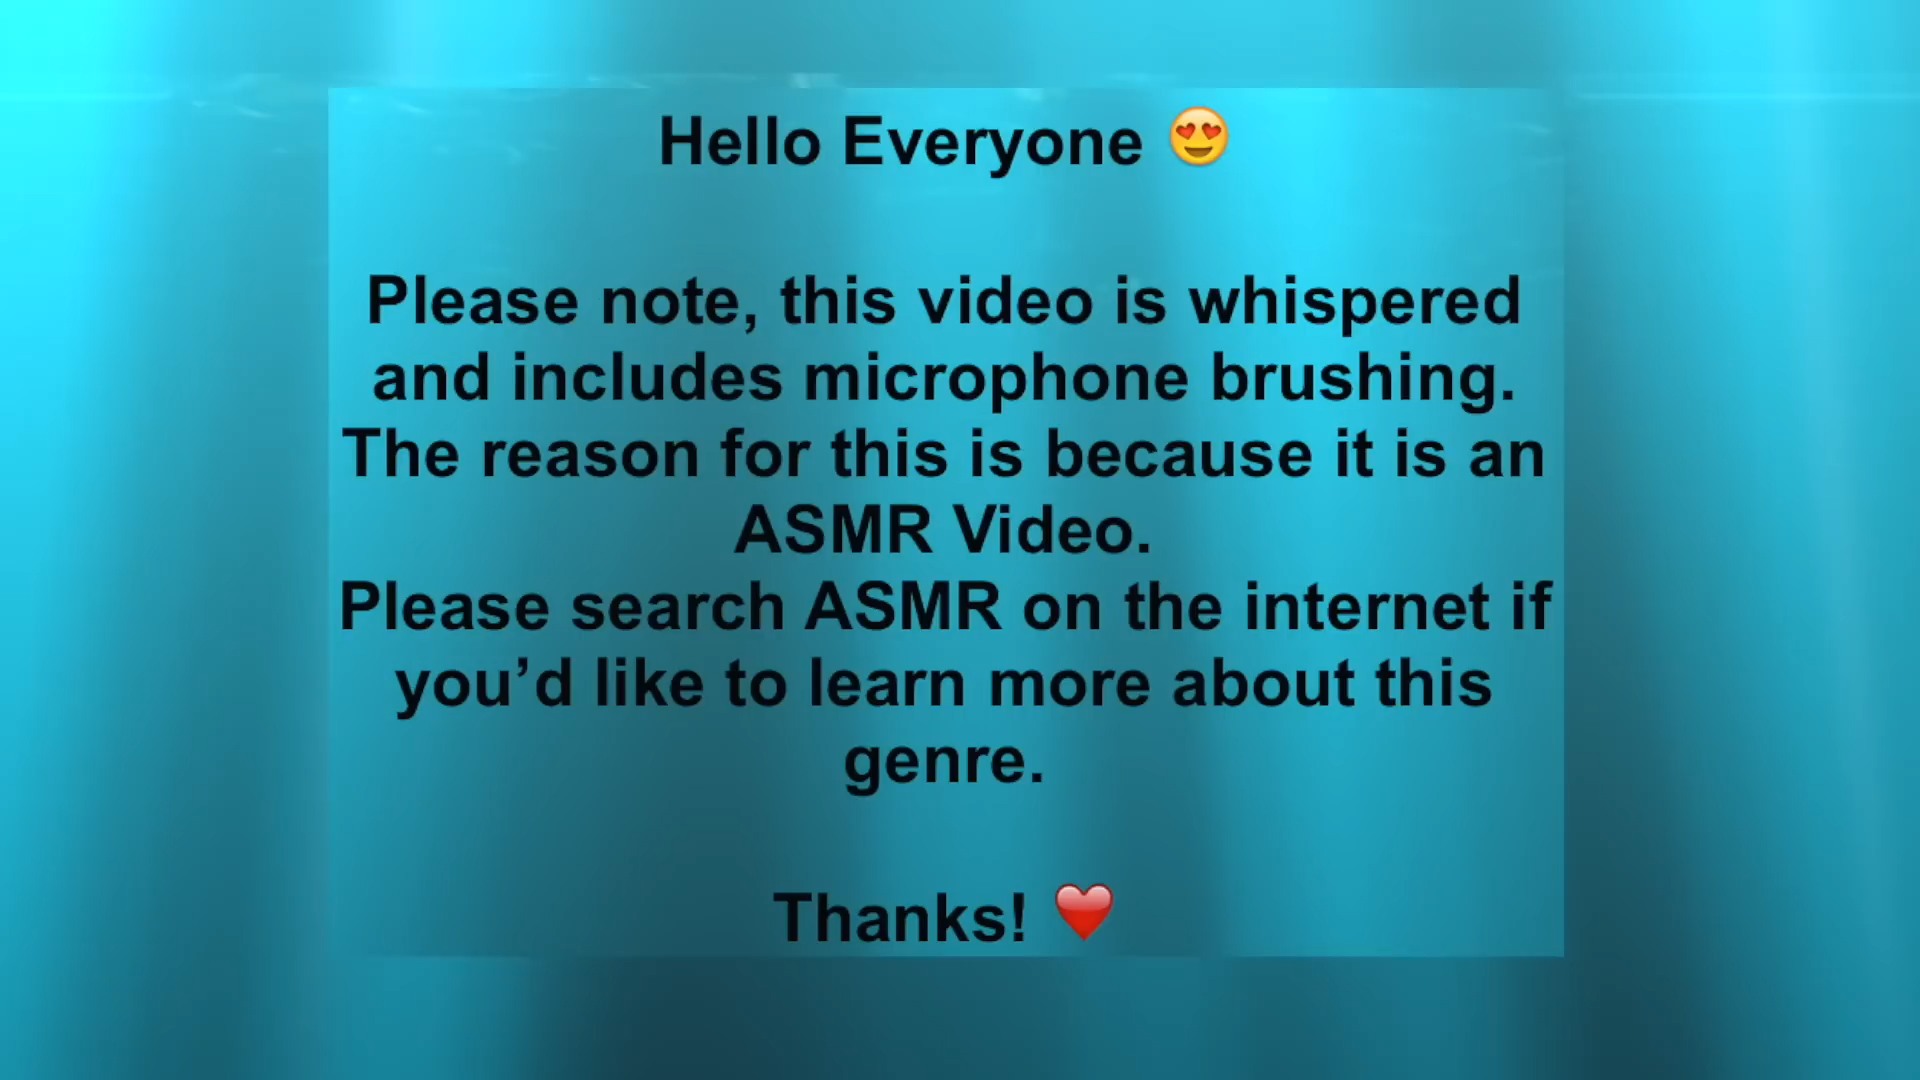 Hello Everyone 😍
Please note, this video is whispered
and includes microphone brushing.
The reason for this is because it is an
ASMR Video.
Please search ASMR on the internet if
you’d like to learn more about this
genre.
Thanks! ❤️